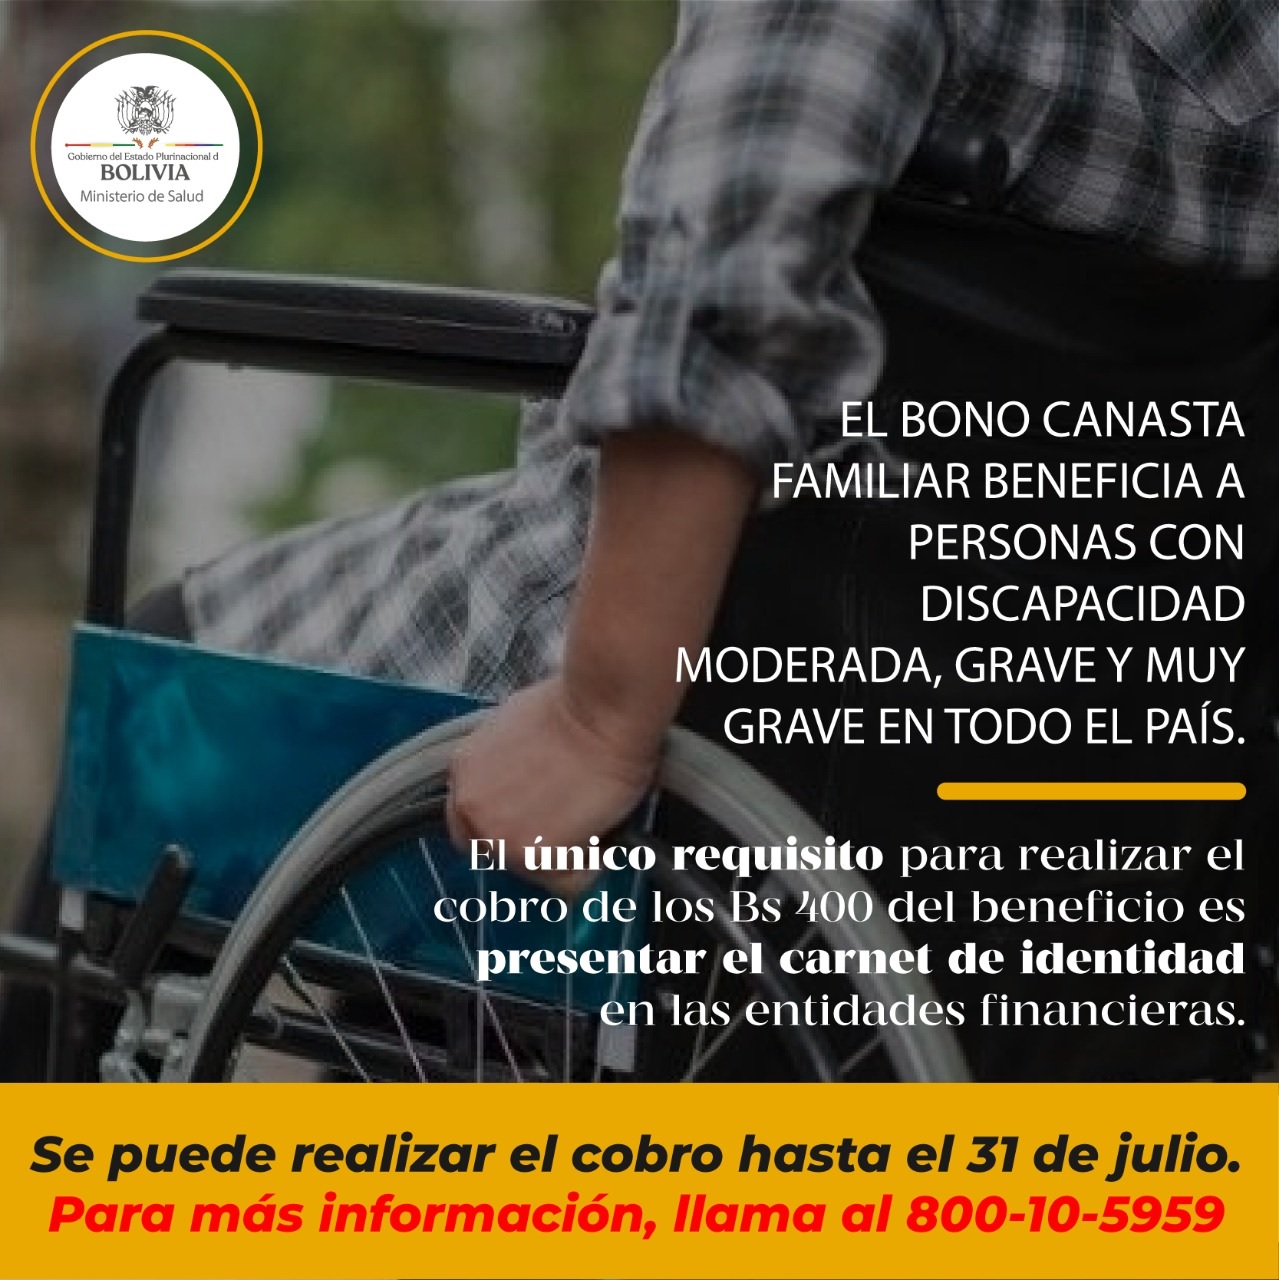 Gobierno del Estado Plurinacional d
BOLIVIA
Ministerio de Salud
EL BONO CANASTA
FAMILIAR BENEFICIA A
PERSONAS CON
DISCAPACIDAD
MODERADA, GRAVE Y MUY
GRAVE EN TODO EL PAÍS.
El único requisito para realizar el
cobro de los Bs 400 del beneficio es
presentar el carnet de identidad
en las entidades financieras.
Se puede realizar el cobro hasta el 31 de julio.
Para más información, llama al 800-10-5959